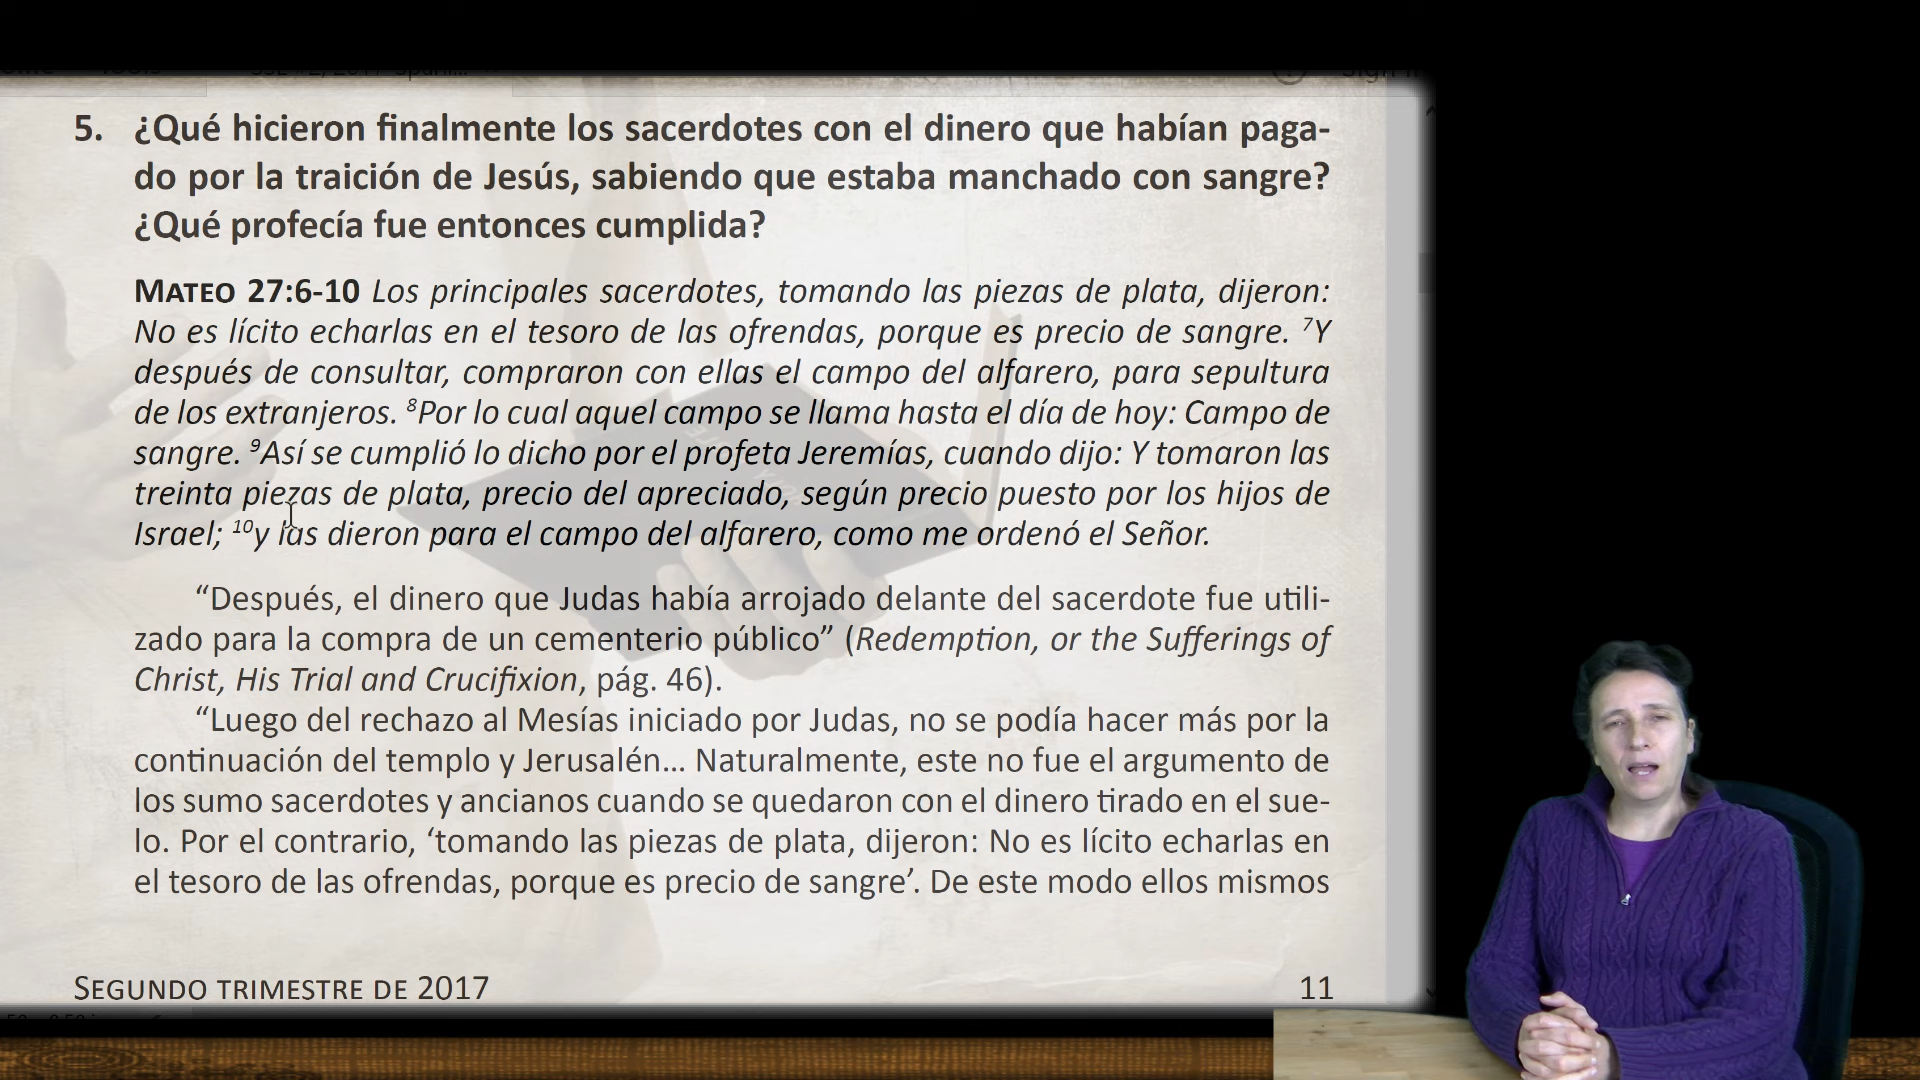 5. ¿Qué hicieron finalmente los sacerdotes con el dinero que habían paga-
do por la traición de Jesús, sabiendo que estaba manchado con sangre?
¿Qué profecía fue entonces cumplida?
MATEO 27:6-10 Los principales sacerdotes, tomando las piezas de plata, dijeron:
No es lícito echarlas en el tesoro de las ofrendas, porque es precio de sangre. ⁷Y
después de consultar, compraron con ellas el campo del alfarero, para sepultura
de los extranjeros. ⁸Por lo cual aquel campo se llama hasta el día de hoy: Campo de
sangre. ⁹Así se cumplió lo dicho por el profeta Jeremías, cuando dijo: Y tomaron las
treinta piezas de plata, precio del apreciado, según precio puesto por los hijos de
Israel; ¹⁰y las dieron para el campo del alfarero, como me ordenó el Señor.
“Después, el dinero que Judas había arrojado delante del sacerdote fue utili-
zado para la compra de un cementerio público” (Redemption, or the Sufferings of
Christ, His Trial and Crucifixion, pág. 46).
“Luego del rechazo al Mesías iniciado por Judas, no se podía hacer más por la
continuación del templo y Jerusalén... Naturalmente, este no fue el argumento de
los sumo sacerdotes y ancianos cuando se quedaron con el dinero tirado en el sue-
lo. Por el contrario, ‘tomando las piezas de plata, dijeron: No es lícito echarlas en
el tesoro de las ofrendas, porque es precio de sangre’. De este modo ellos mismos
SEGUNDO TRIMESTRE DE 2017 11